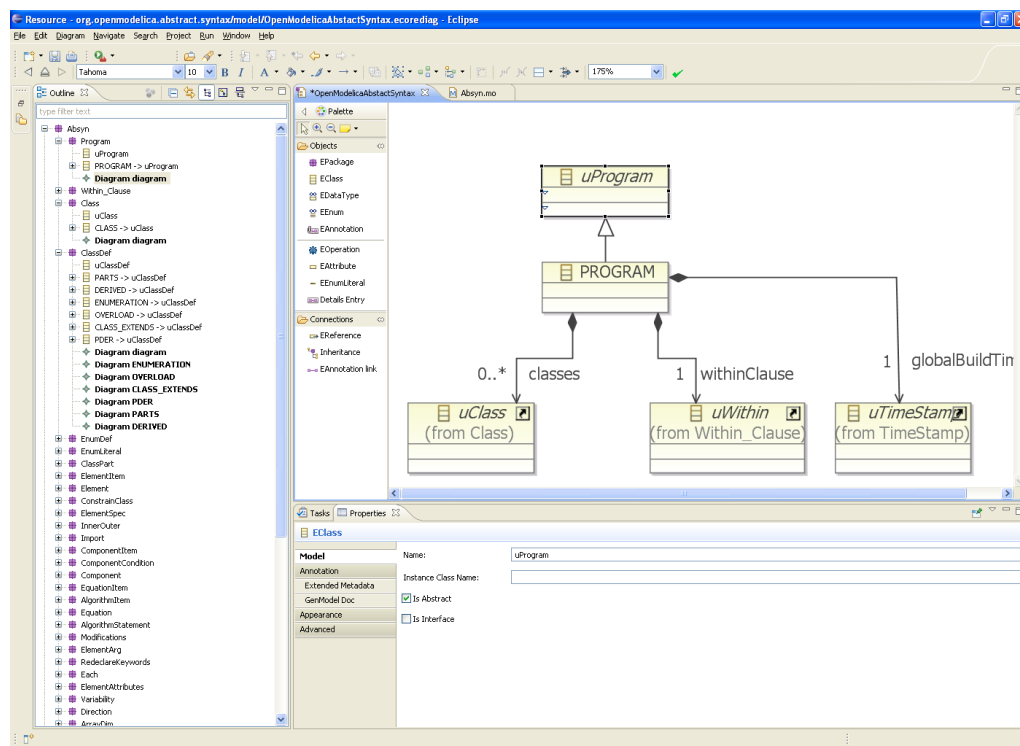 Resource - org.openmodelica.abstract.syntax/model/OpenModelicaAbstactSyntax.ecorediag - Eclipse
File Edit Diagram Navigate Search Project Run Window Help
Tahoma 10 B I A 175%
Outline
type filter text
Absyn
Program
uProgram
PROGRAM -> uProgram
Diagram diagram
Within_Clause
Class
uClass
CLASS -> uClass
Diagram diagram
ClassDef
uClassDef
PARTS -> uClassDef
DERIVED -> uClassDef
ENUMERATION -> uClassDef
OVERLOAD -> uClassDef
CLASS_EXTENDS -> uClassDef
PDER -> uClassDef
Diagram diagram
Diagram ENUMERATION
Diagram OVERLOAD
Diagram CLASS_EXTENDS
Diagram PDER
Diagram PARTS
Diagram DERIVED
EnumDef
EnumLiteral
ClassPart
ElementItem
Element
ConstrainClass
ElementSpec
InnerOuter
Import
ComponentItem
ComponentCondition
Component
EquationItem
AlgorithmItem
Equation
AlgorithmStatement
Modifications
ElementArg
RedeclareKeywords
Each
ElementAttributes
Variability
Direction
ArrayDim
*OpenModelicaAbstactSyntax Absyn.mo
Palette
Objects
EPackage
EClass
EDataType
EEnum
EAnnotation
EOperation
EAttribute
EEnumLiteral
Details Entry
Connections
EReference
Inheritance
EAnnotation link
uProgram
PROGRAM
0..* classes
1 withinClause
1 globalBuildTim
uClass
(from Class)
uWithin
(from Within_Clause)
uTimeStamp
(from TimeStamp)
Tasks Properties
EClass
Model
Annotation
Extended Metadata
GenModel Doc
Appearance
Advanced
Name: uProgram
Instance Class Name:
Is Abstract
Is Interface